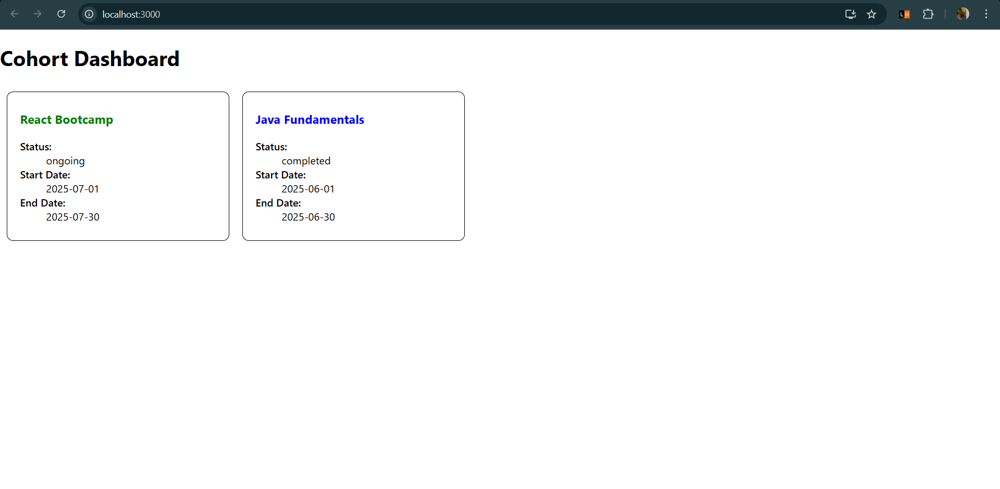 localhost:3000
L H
Cohort Dashboard
React Bootcamp
Status:
ongoing
Start Date:
2025-07-01
End Date:
2025-07-30
Java Fundamentals
Status:
completed
Start Date:
2025-06-01
End Date:
2025-06-30